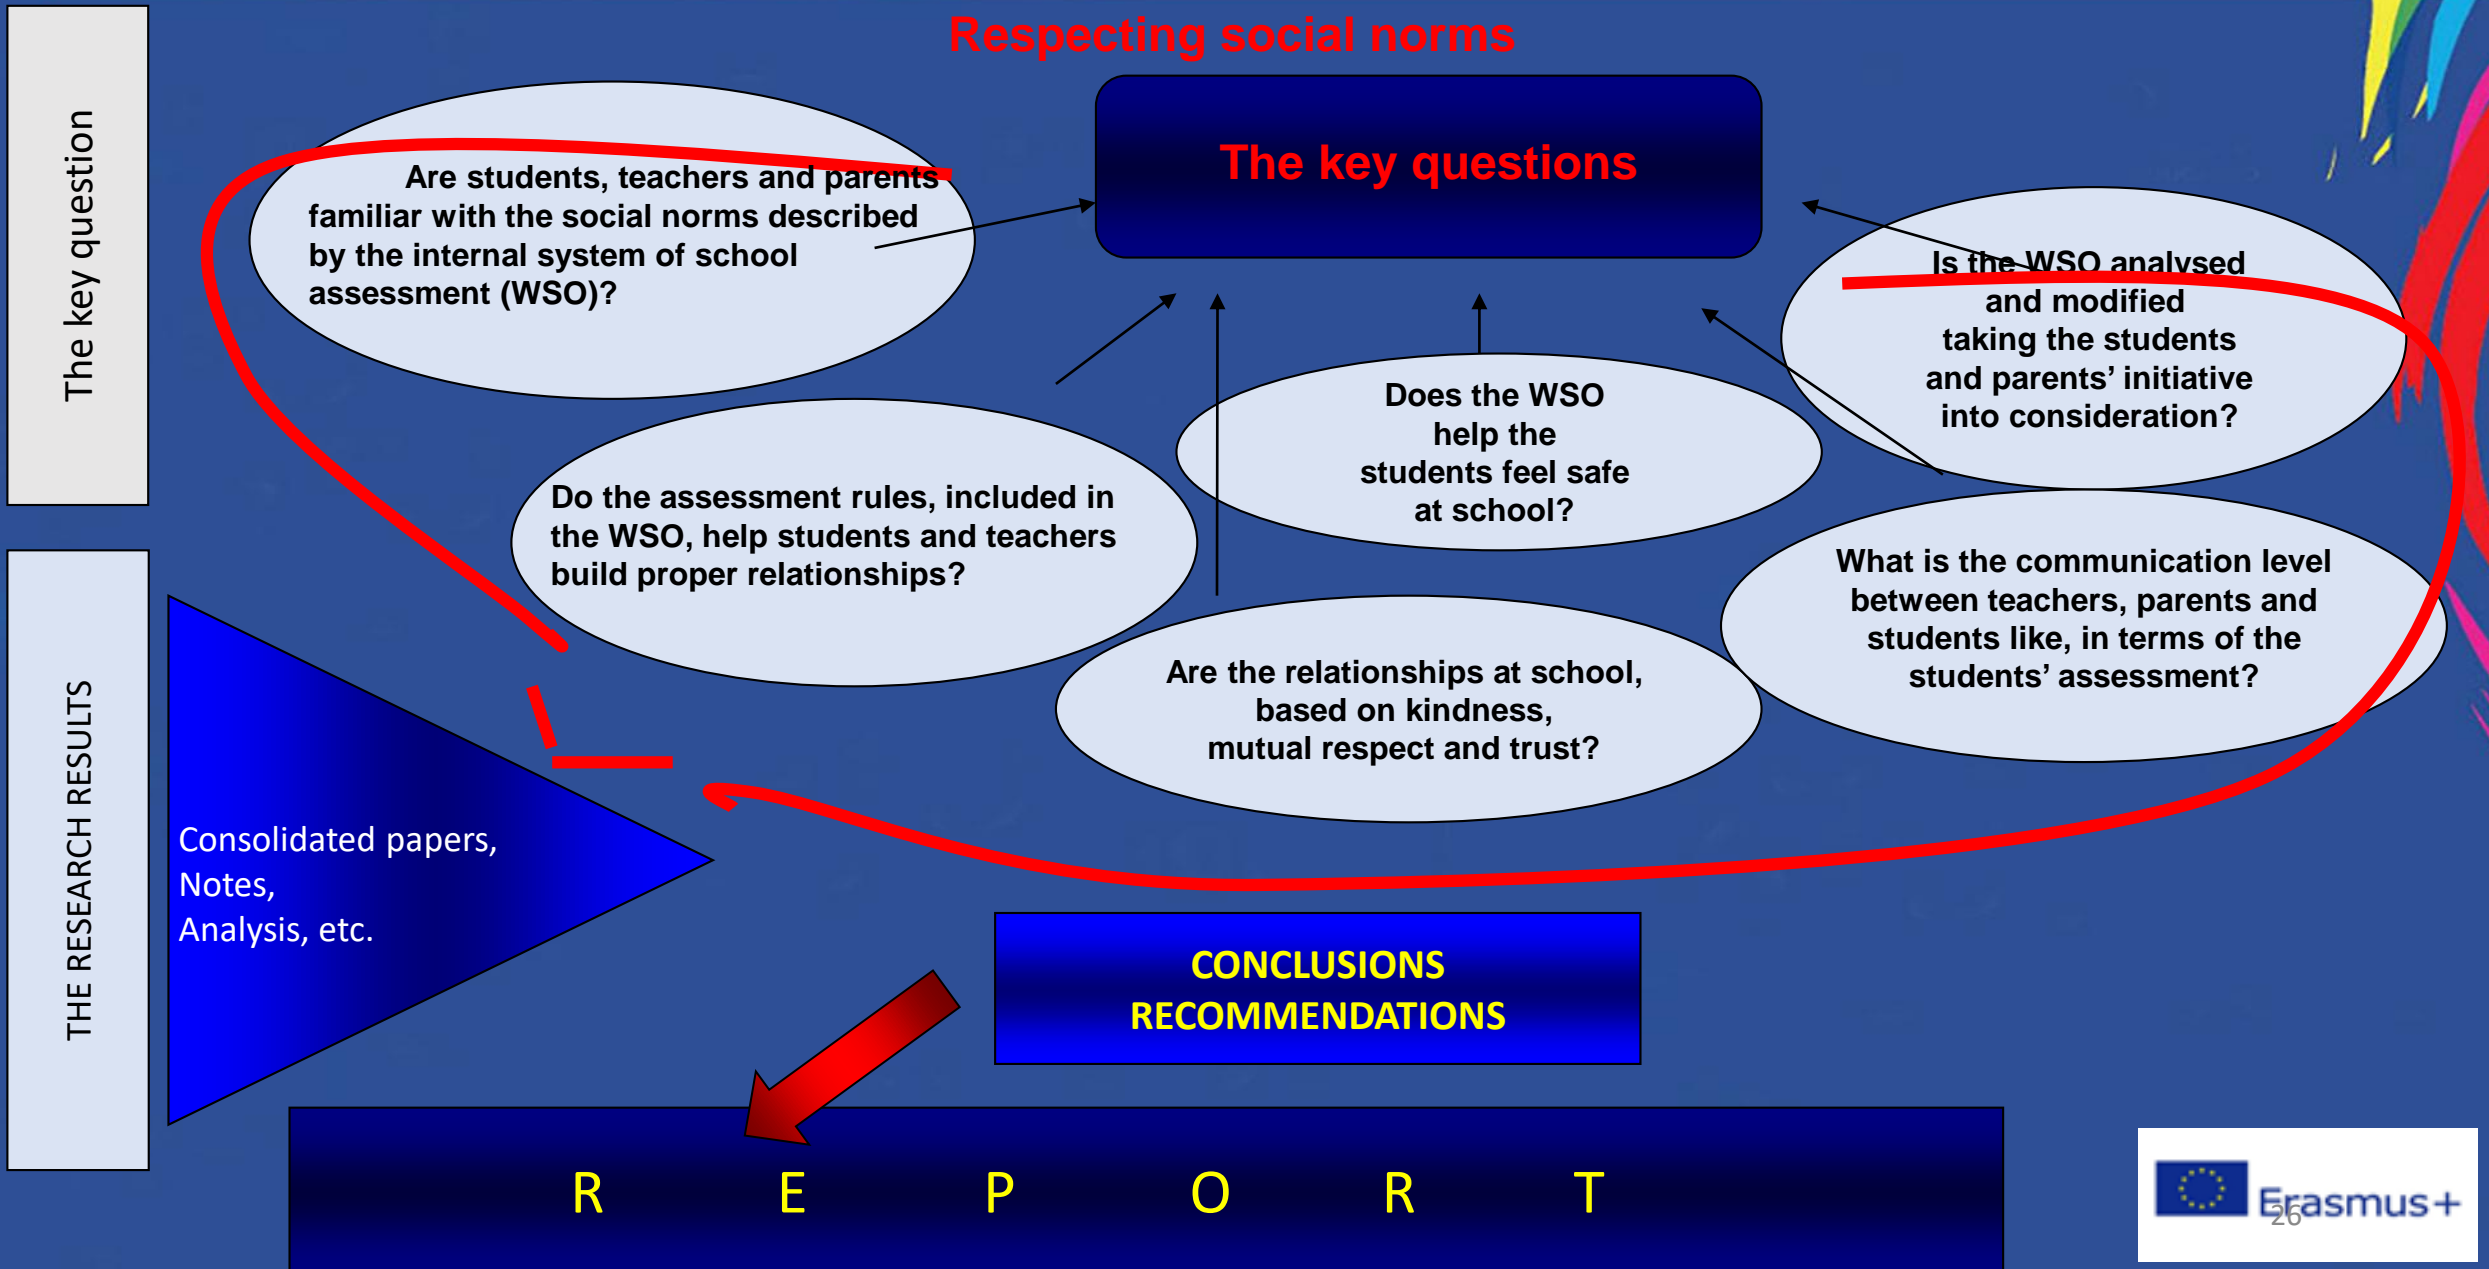 Respecting social norms
The key question
The key questions
Are students, teachers and parents
familiar with the social norms described
by the internal system of school
assessment (WSO)?
Is the WSO analysed
and modified
taking the students
and parents’ initiative
into consideration?
Does the WSO
help the
students feel safe
at school?
Do the assessment rules, included in
the WSO, help students and teachers
build proper relationships?
What is the communication level
between teachers, parents and
students like, in terms of the
students’ assessment?
Are the relationships at school,
based on kindness,
mutual respect and trust?
THE RESEARCH RESULTS
Consolidated papers,
Notes,
Analysis, etc.
CONCLUSIONS
RECOMMENDATIONS
R E P O R T
Erasmus+
26